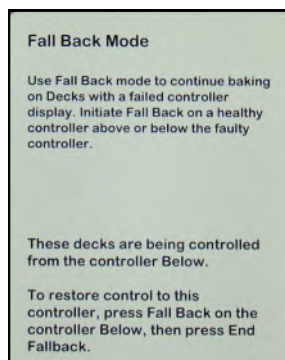 Fall Back Mode
Use Fall Back mode to continue baking
on Decks with a failed controller
display. Initiate Fall Back on a healthy
controller above or below the faulty
controller.
These decks are being controlled
from the controller Below.
To restore control to this
controller, press Fall Back on the
controller Below, then press End
Fallback.